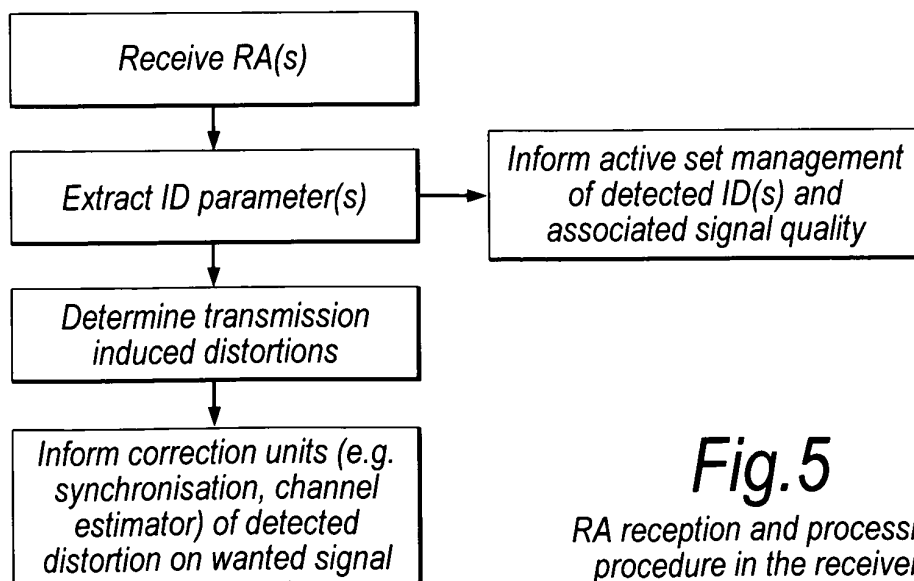 Receive RA(s)
Extract ID parameter(s)
Inform active set management
of detected ID(s) and
associated signal quality
Determine transmission
induced distortions
Inform correction units (e.g.
synchronisation, channel
estimator) of detected
distortion on wanted signal
Fig.5
RA reception and
procedure in the receiver